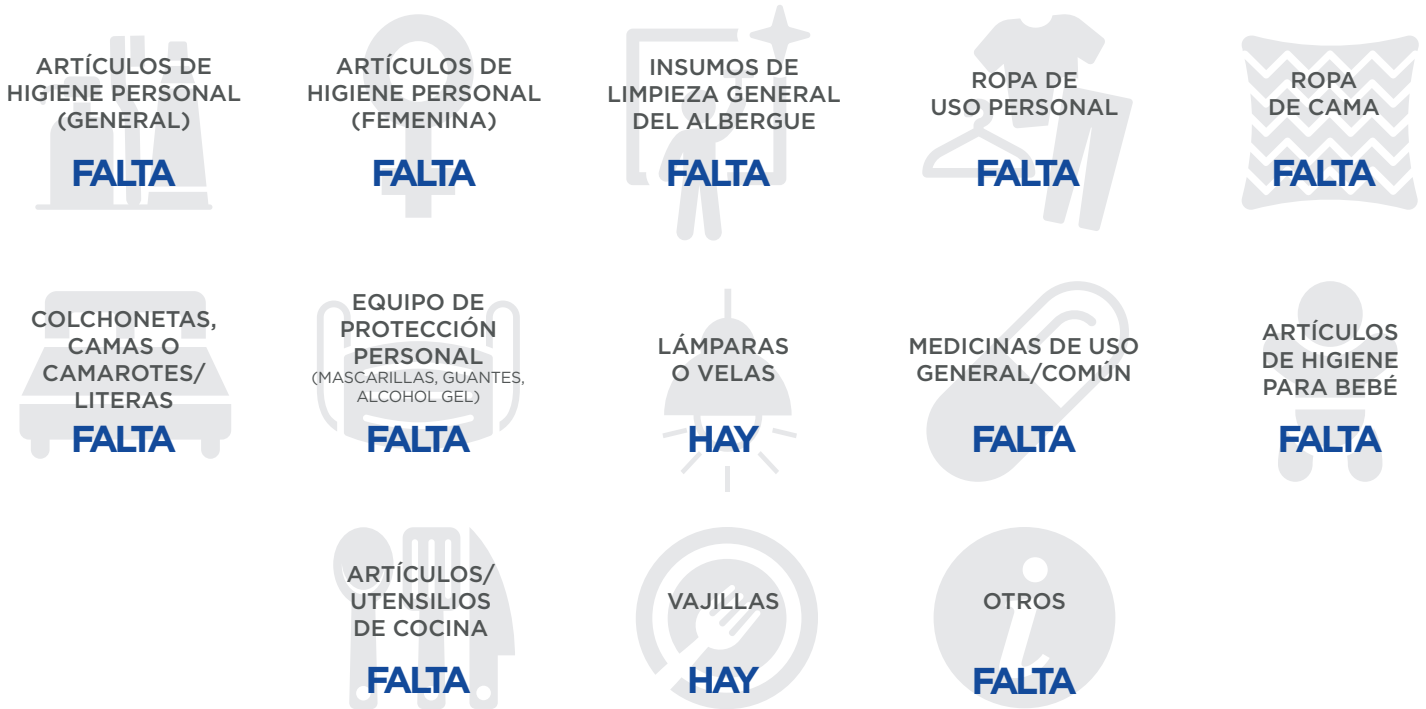 ARTÍCULOS DE
HIGIENE PERSONAL
(GENERAL)
FALTA
ARTÍCULOS DE
HIGIENE PERSONAL
(FEMENINA)
FALTA
INSUMOS DE
LIMPIEZA GENERAL
DEL ALBERGUE
FALTA
ROPA DE
USO PERSONAL
FALTA
ROPA
DE CAMA
FALTA
COLCHONETAS,
CAMAS O
CAMAROTES/
LITERAS
FALTA
EQUIPO DE
PROTECCIÓN
PERSONAL
(MASCARILLAS, GUANTES,
ALCOHOL GEL)
FALTA
LÁMPARAS
O VELAS
HAY
MEDICINAS DE USO
GENERAL/COMÚN
FALTA
ARTÍCULOS
DE HIGIENE
PARA BEBÉ
FALTA
ARTÍCULOS/
UTENSILIOS
DE COCINA
FALTA
VAJILLAS
HAY
OTROS
FALTA